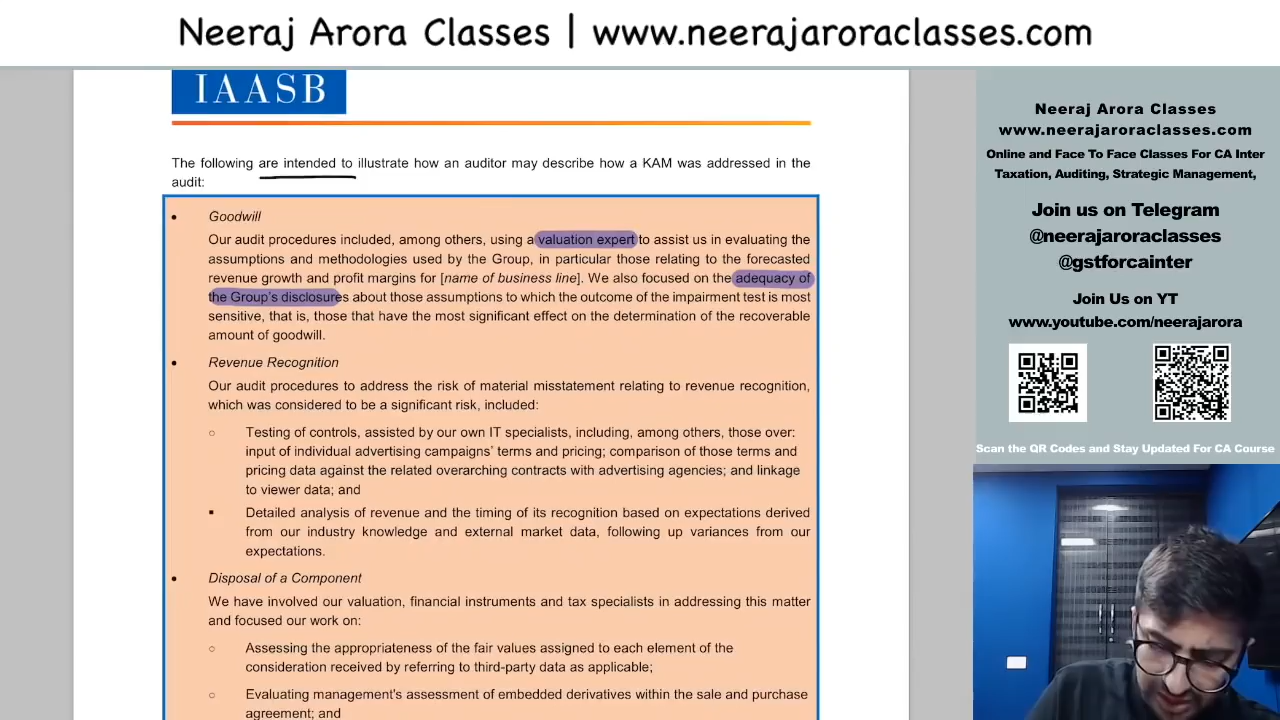 Neeraj Arora Classes | www.neerajaroraclasses.com
IAASB
The following are intended to illustrate how an auditor may describe how a KAM was addressed in the
audit:
• Goodwill
Our audit procedures included, among others, using a valuation expert to assist us in evaluating the
assumptions and methodologies used by the Group, in particular those relating to the forecasted
revenue growth and profit margins for [name of business line]. We also focused on the adequacy of
the Group's disclosures about those assumptions to which the outcome of the impairment test is most
sensitive, that is, those that have the most significant effect on the determination of the recoverable
amount of goodwill.
• Revenue Recognition
Our audit procedures to address the risk of material misstatement relating to revenue recognition,
which was considered to be a significant risk, included:
○ Testing of controls, assisted by our own IT specialists, including, among others, those over:
input of individual advertising campaigns' terms and pricing; comparison of those terms and
pricing data against the related overarching contracts with advertising agencies; and linkage
to viewer data; and
▪ Detailed analysis of revenue and the timing of its recognition based on expectations derived
from our industry knowledge and external market data, following up variances from our
expectations.
• Disposal of a Component
We have involved our valuation, financial instruments and tax specialists in addressing this matter
and focused our work on:
○ Assessing the appropriateness of the fair values assigned to each element of the
consideration received by referring to third-party data as applicable;
○ Evaluating management's assessment of embedded derivatives within the sale and purchase
agreement; and
Neeraj Arora Classes
www.neerajaroraclasses.com
Online and Face To Face Classes For CA Inter
Taxation, Auditing, Strategic Management,
Join us on Telegram
@neerajaroraclasses
@gstforcainter
Join Us on YT
www.youtube.com/neerajarora
Scan the QR Codes and Stay Updated For CA Course